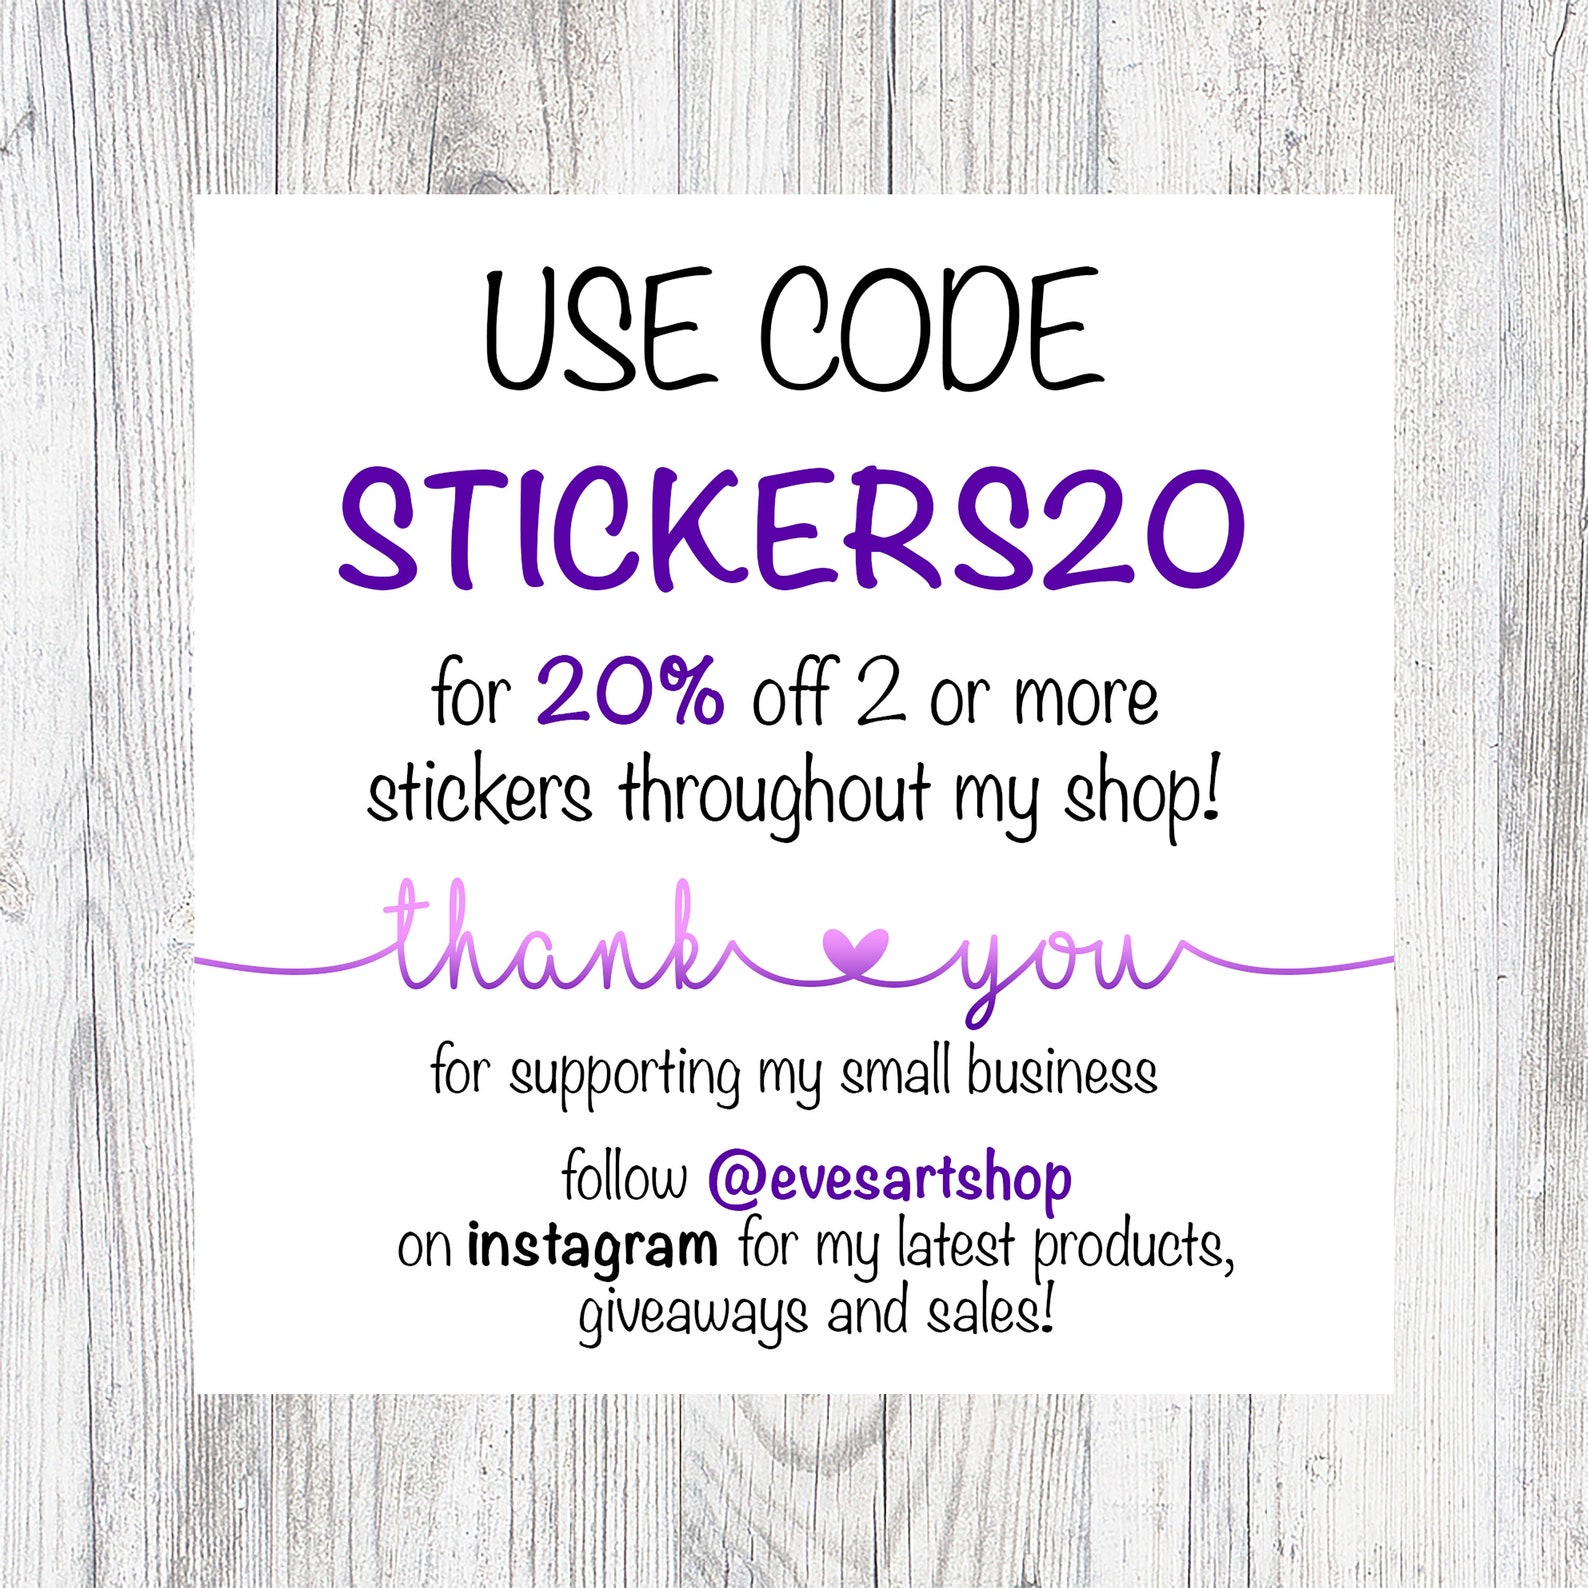 USE CODE
STICKERS20
for 20% off 2 or more
stickers throughout my shop!
thank you
for supporting my small business
follow @evesartshop
on instagram for my latest products,
giveaways and sales!